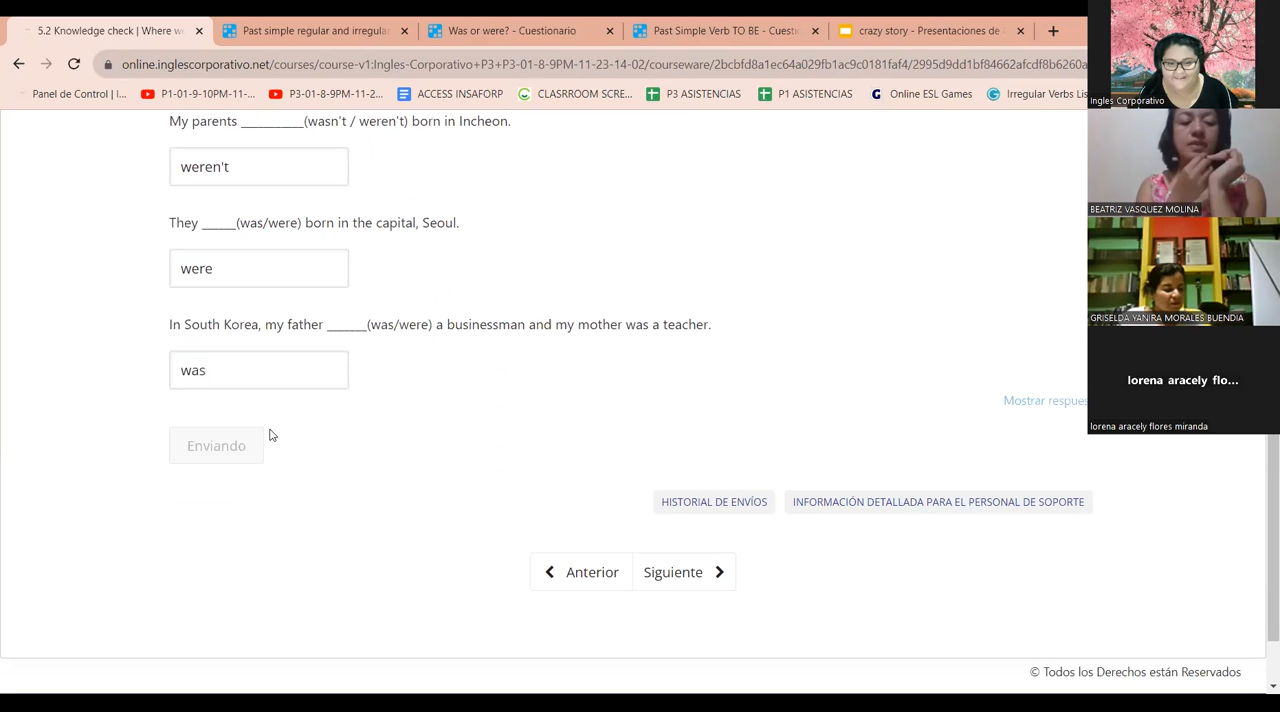 5.2 Knowledge check | Where w
Past simple regular and irregula
Was or were? - Cuestionario
Past Simple Verb TO BE - Cuesti
crazy story - Presentaciones de
online.inglescorporativo.net/courses/course-v1:Ingles-Corporativo+P3+P3-01-8-9PM-11-23-14-02/courseware/2bcbfd8a1ec64a029fb1ac9c0181faf4/2995d9dd1bf84662afcdf8b6260a
Panel de Control | I...
P1-01-9-10PM-11-...
P3-01-8-9PM-11-2...
ACCESS INSAFORP
CLASRROOM SCRE...
P3 ASISTENCIAS
P1 ASISTENCIAS
Online ESL Games
Irregular Verbs Lis
Ingles Corporativo
My parents ___________(wasn't / weren't) born in Incheon.
weren't
BEATRIZ VASQUEZ MOLINA
They ______(was/were) born in the capital, Seoul.
were
GRISELDA YANIRA MORALES BUENDIA
In South Korea, my father _______(was/were) a businessman and my mother was a teacher.
was
lorena aracely flo...
Mostrar respues
lorena aracely flores miranda
Enviando
HISTORIAL DE ENVÍOS
INFORMACIÓN DETALLADA PARA EL PERSONAL DE SOPORTE
Anterior
Siguiente
© Todos los Derechos están Reservados